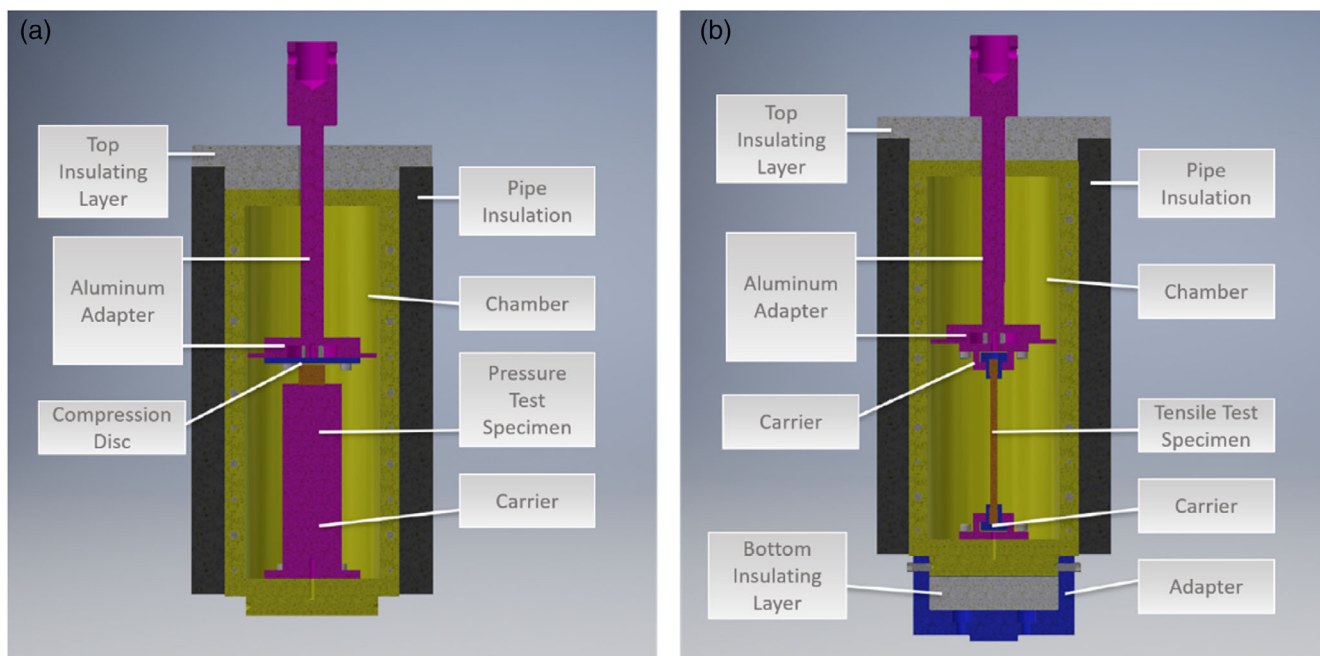 (a)
Top
Insulating
Layer
Aluminum
Adapter
Compression
Disc
Pipe
Insulation
Chamber
Pressure
Test
Specimen
Carrier
(b)
Top
Insulating
Layer
Aluminum
Adapter
Carrier
Bottom
Insulating
Layer
Pipe
Insulation
Chamber
Tensile Test
Specimen
Carrier
Adapter